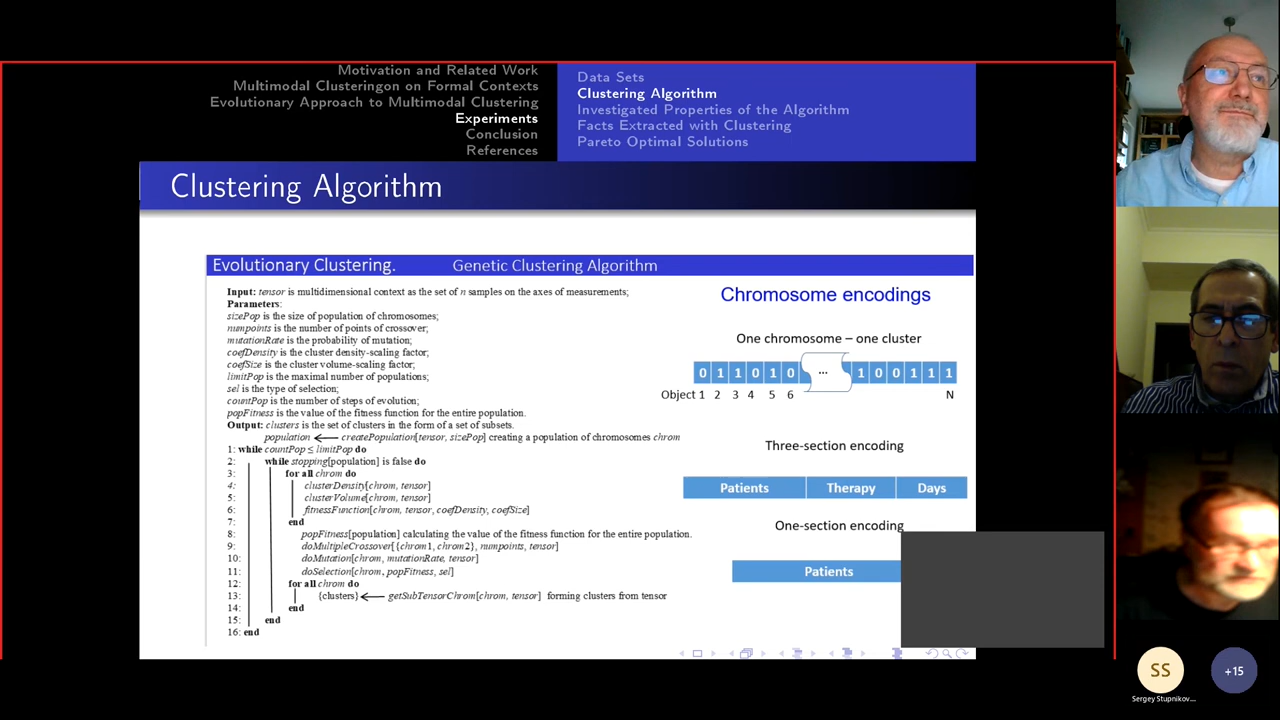 Motivation and Related Work
Multimodal Clusteringon on Formal Contexts
Evolutionary Approach to Multimodal Clustering
Experiments
Conclusion
References
Data Sets
Clustering Algorithm
Investigated Properties of the Algorithm
Facts Extracted with Clustering
Pareto Optimal Solutions
Clustering Algorithm
Evolutionary Clustering. Genetic Clustering Algorithm
Input: tensor is multidimensional context as the set of n samples on the axes of measurements;
Parameters:
sizePop is the size of population of chromosomes;
numpoints is the number of points of crossover;
mutationRate is the probability of mutation;
coefDensity is the cluster density-scaling factor;
coefSize is the cluster volume-scaling factor;
limitPop is the maximal number of populations;
sel is the type of selection;
countPop is the number of steps of evolution;
popFitness is the value of the fitness function for the entire population.
Output: clusters is the set of clusters in the form of a set of subsets.
population ← createPopulation[tensor, sizePop] creating a population of chromosomes chrom
1: while countPop ≤ limitPop do
2: while stopping[population] is false do
3: for all chrom do
4: clusterDensity[chrom, tensor]
5: clusterVolume[chrom, tensor]
6: fitnessFunction[chrom, tensor, coefDensity, coefSize]
7: end
8: popFitness[population] calculating the value of the fitness function for the entire population.
9: doMultipleCrossover[{chrom1, chrom2}, numpoints, tensor]
10: doMutation[chrom, mutationRate, tensor]
11: doSelection[chrom, popFitness, sel]
12: for all chrom do
13: {clusters} ← getSubTensorChrom[chrom, tensor] forming clusters from tensor
14: end
15: end
16: end
Chromosome encodings
One chromosome – one cluster
0 1 1 0 1 0 ... 1 0 0 1 1 1
Object 1 2 3 4 5 6 N
Three-section encoding
Patients Therapy Days
One-section encoding
Patients
SS
+15
Sergey Stupnikov...